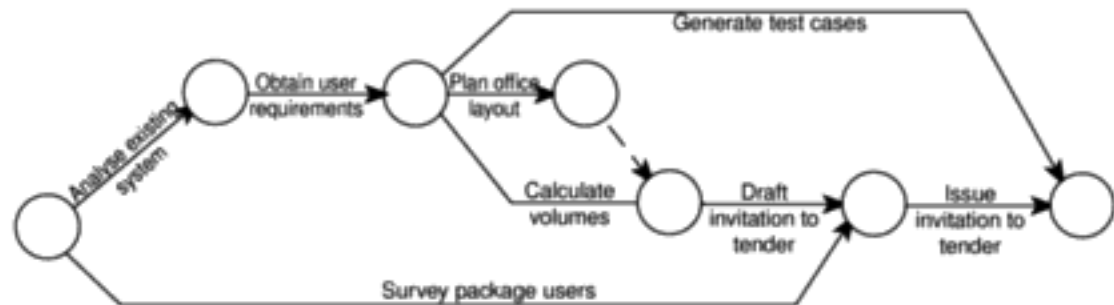 Generate test cases
Obtain user
requirements
Plan office
layout
Analyse existing
system
Calculate
volumes
Draft
invitation to
tender
Issue
invitation to
tender
Survey package users